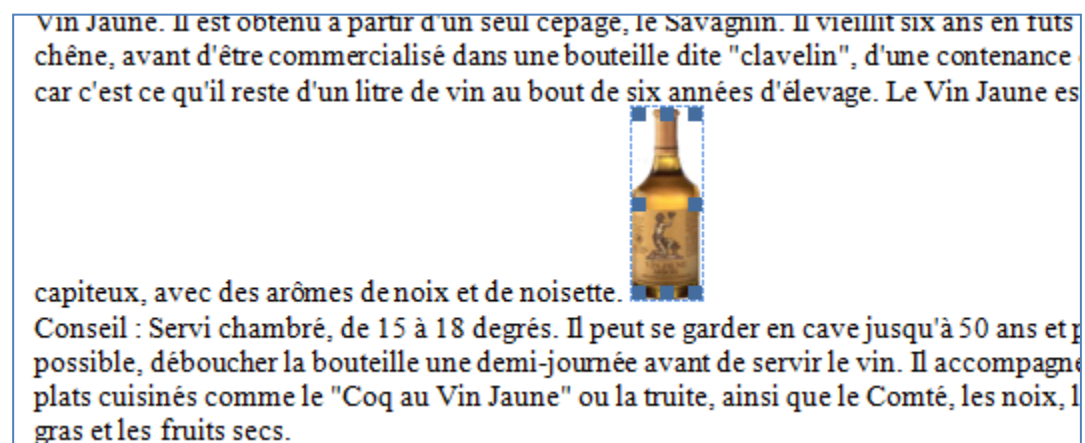 Vin Jaune. Il est obtenu à partir d'un seul cépage, le Savagnin. Il vieillit six ans en futs
chêne, avant d'être commercialisé dans une bouteille dite "clavelin", d'une contenance
car c'est ce qu'il reste d'un litre de vin au bout de six années d'élevage. Le Vin Jaune es
capiteux, avec des arômes de noix et de noisette.
Conseil : Servi chambré, de 15 à 18 degrés. Il peut se garder en cave jusqu'à 50 ans et p
possible, déboucher la bouteille une demi-journée avant de servir le vin. Il accompagne
plats cuisinés comme le "Coq au Vin Jaune" ou la truite, ainsi que le Comté, les noix, l
gras et les fruits secs.